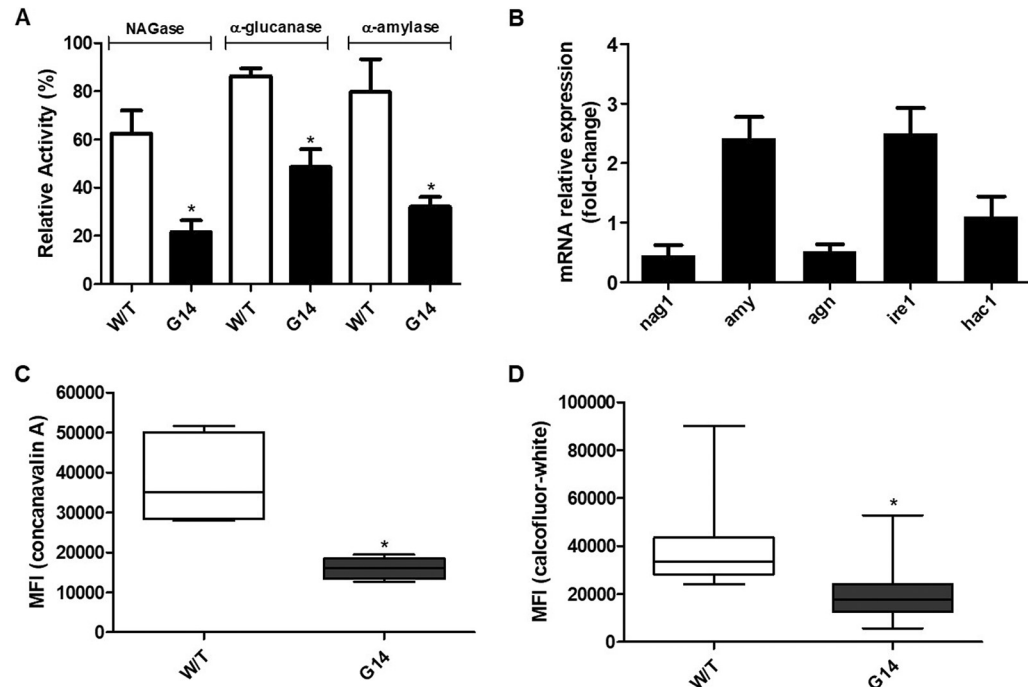 A
NAGase α-glucanase α-amylase
Relative Activity (%)
100
80
60
40
20
0
* * *
W/T G14 W/T G14 W/T G14
B
mRNA relative expression
(fold-change)
4
3
2
1
0
nag1 amy agn ire1 hac1
C
MFI (concanavalin A)
60000
50000
40000
30000
20000
10000
0
*
W/T G14
D
MFI (calcofluor-white)
100000
80000
60000
40000
20000
0
*
W/T G14